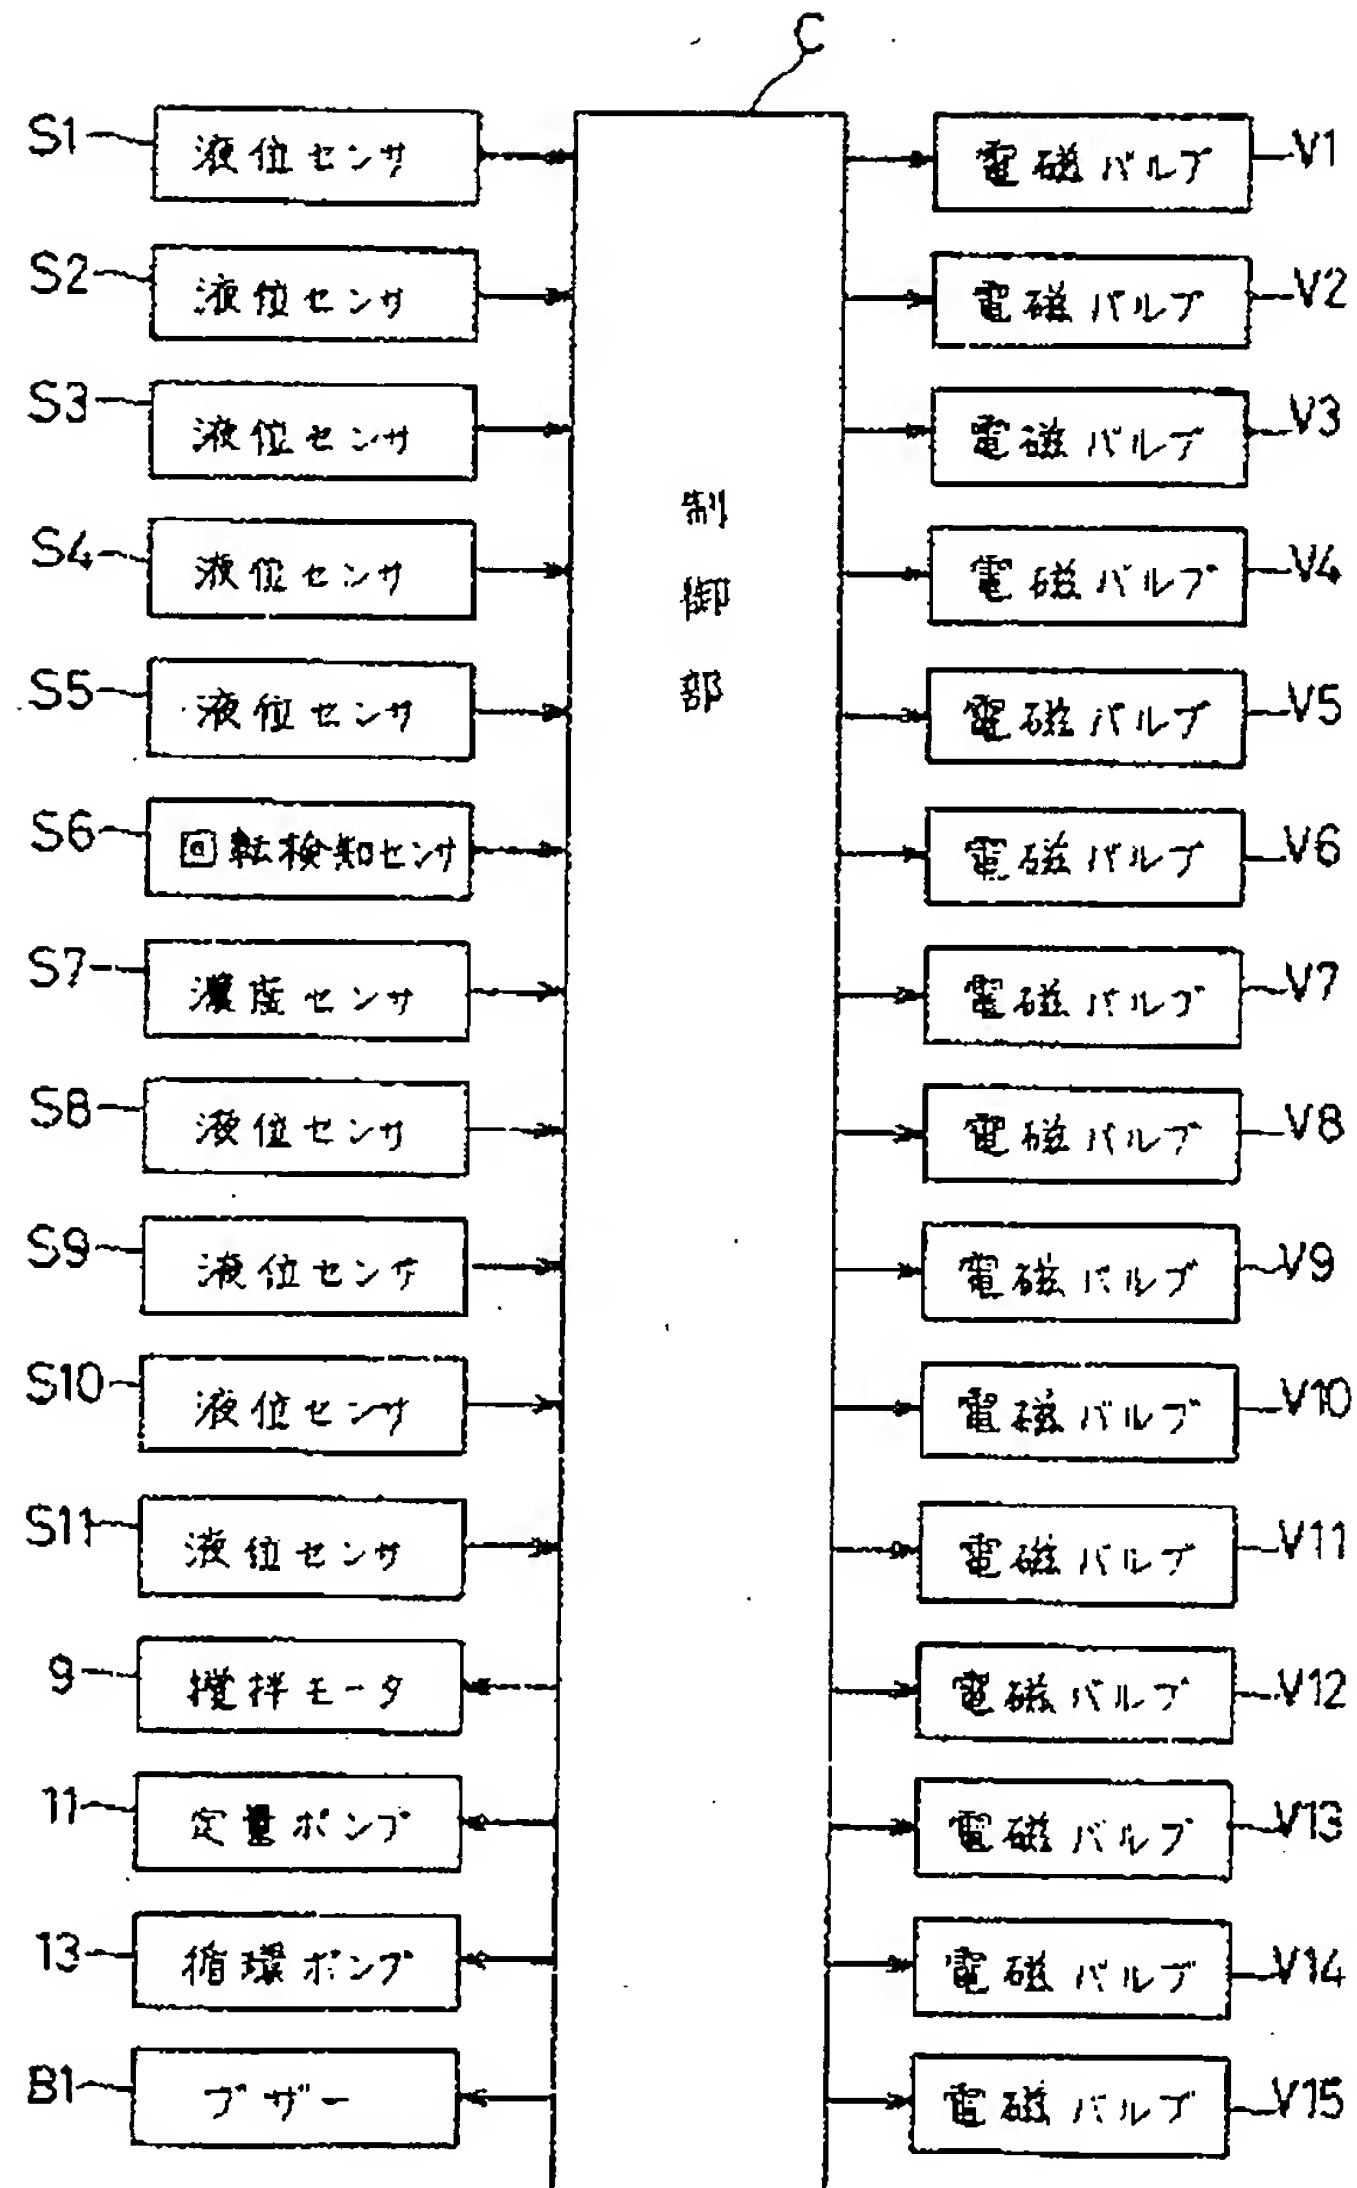 C
S1 液位センサ
S2 液位センサ
S3 液位センサ
S4 液位センサ
S5 液位センサ
S6 回転検知センサ
S7 濃度センサ
S8 液位センサ
S9 液位センサ
S10 液位センサ
S11 液位センサ
9 撹拌モータ
11 定量ポンプ
13 循環ポンプ
B1 ブザー
制
御
部
電磁バルブ V1
電磁バルブ V2
電磁バルブ V3
電磁バルブ V4
電磁バルブ V5
電磁バルブ V6
電磁バルブ V7
電磁バルブ V8
電磁バルブ V9
電磁バルブ V10
電磁バルブ V11
電磁バルブ V12
電磁バルブ V13
電磁バルブ V14
電磁バルブ V15